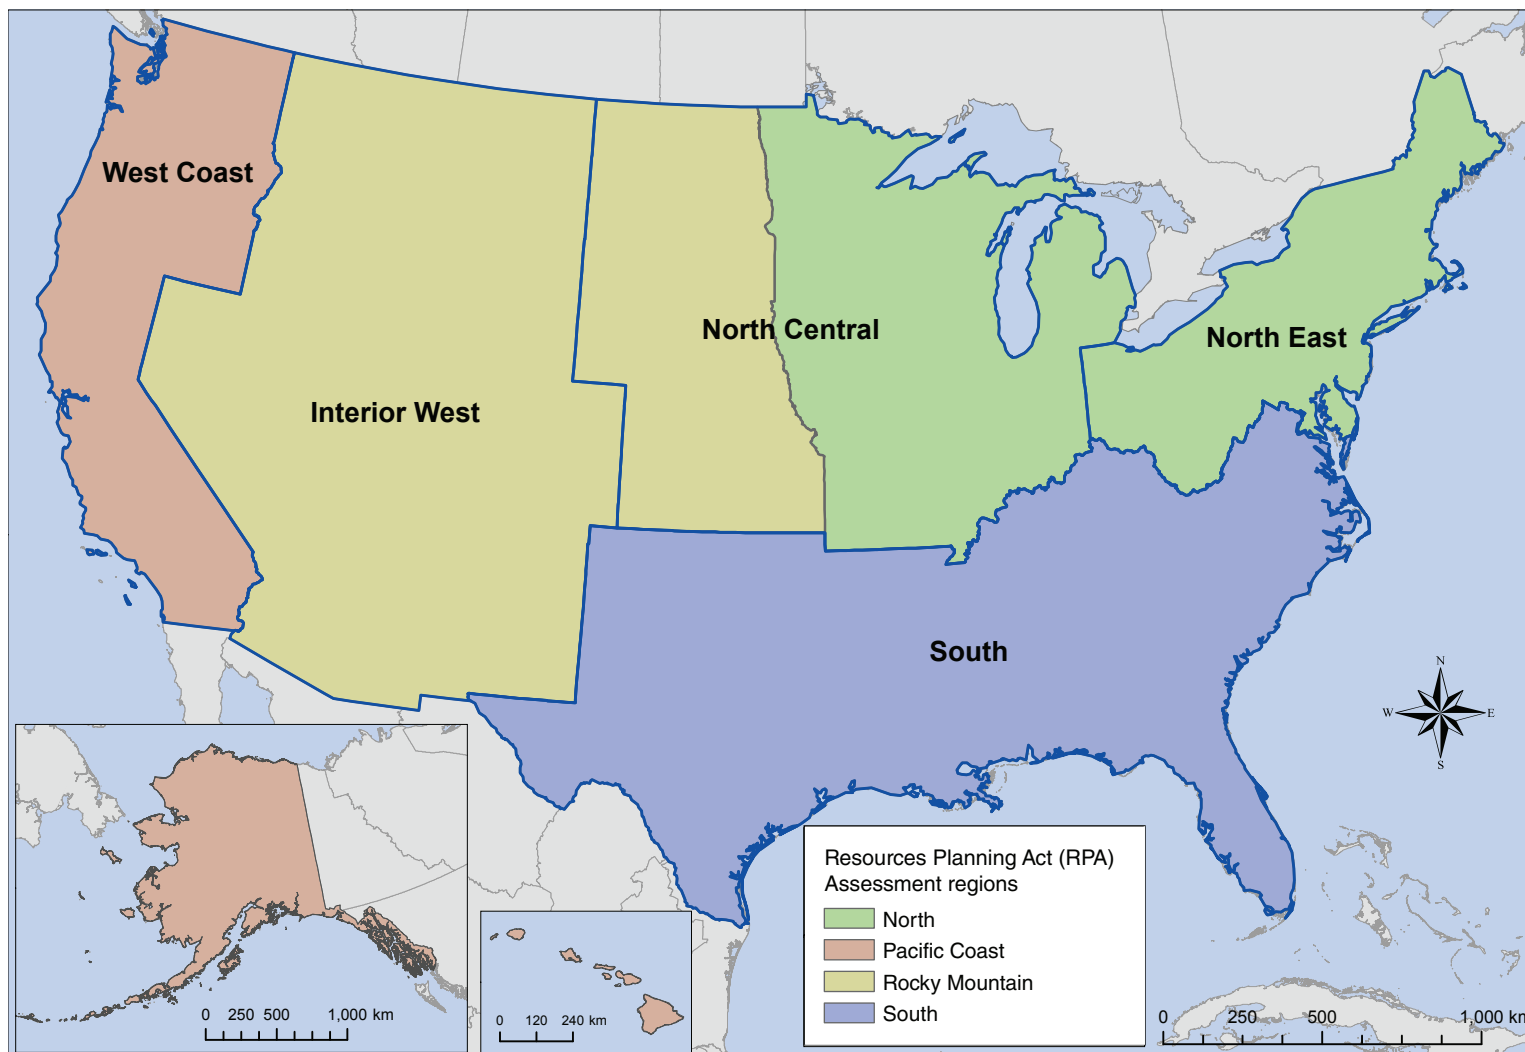 West Coast
North Central
North East
Interior West
South
N
W
E
S
Resources Planning Act (RPA)
Assessment regions
North
Pacific Coast
Rocky Mountain
South
0 250 500 1,000 km
0 120 240 km
0 250 500 1,000 km